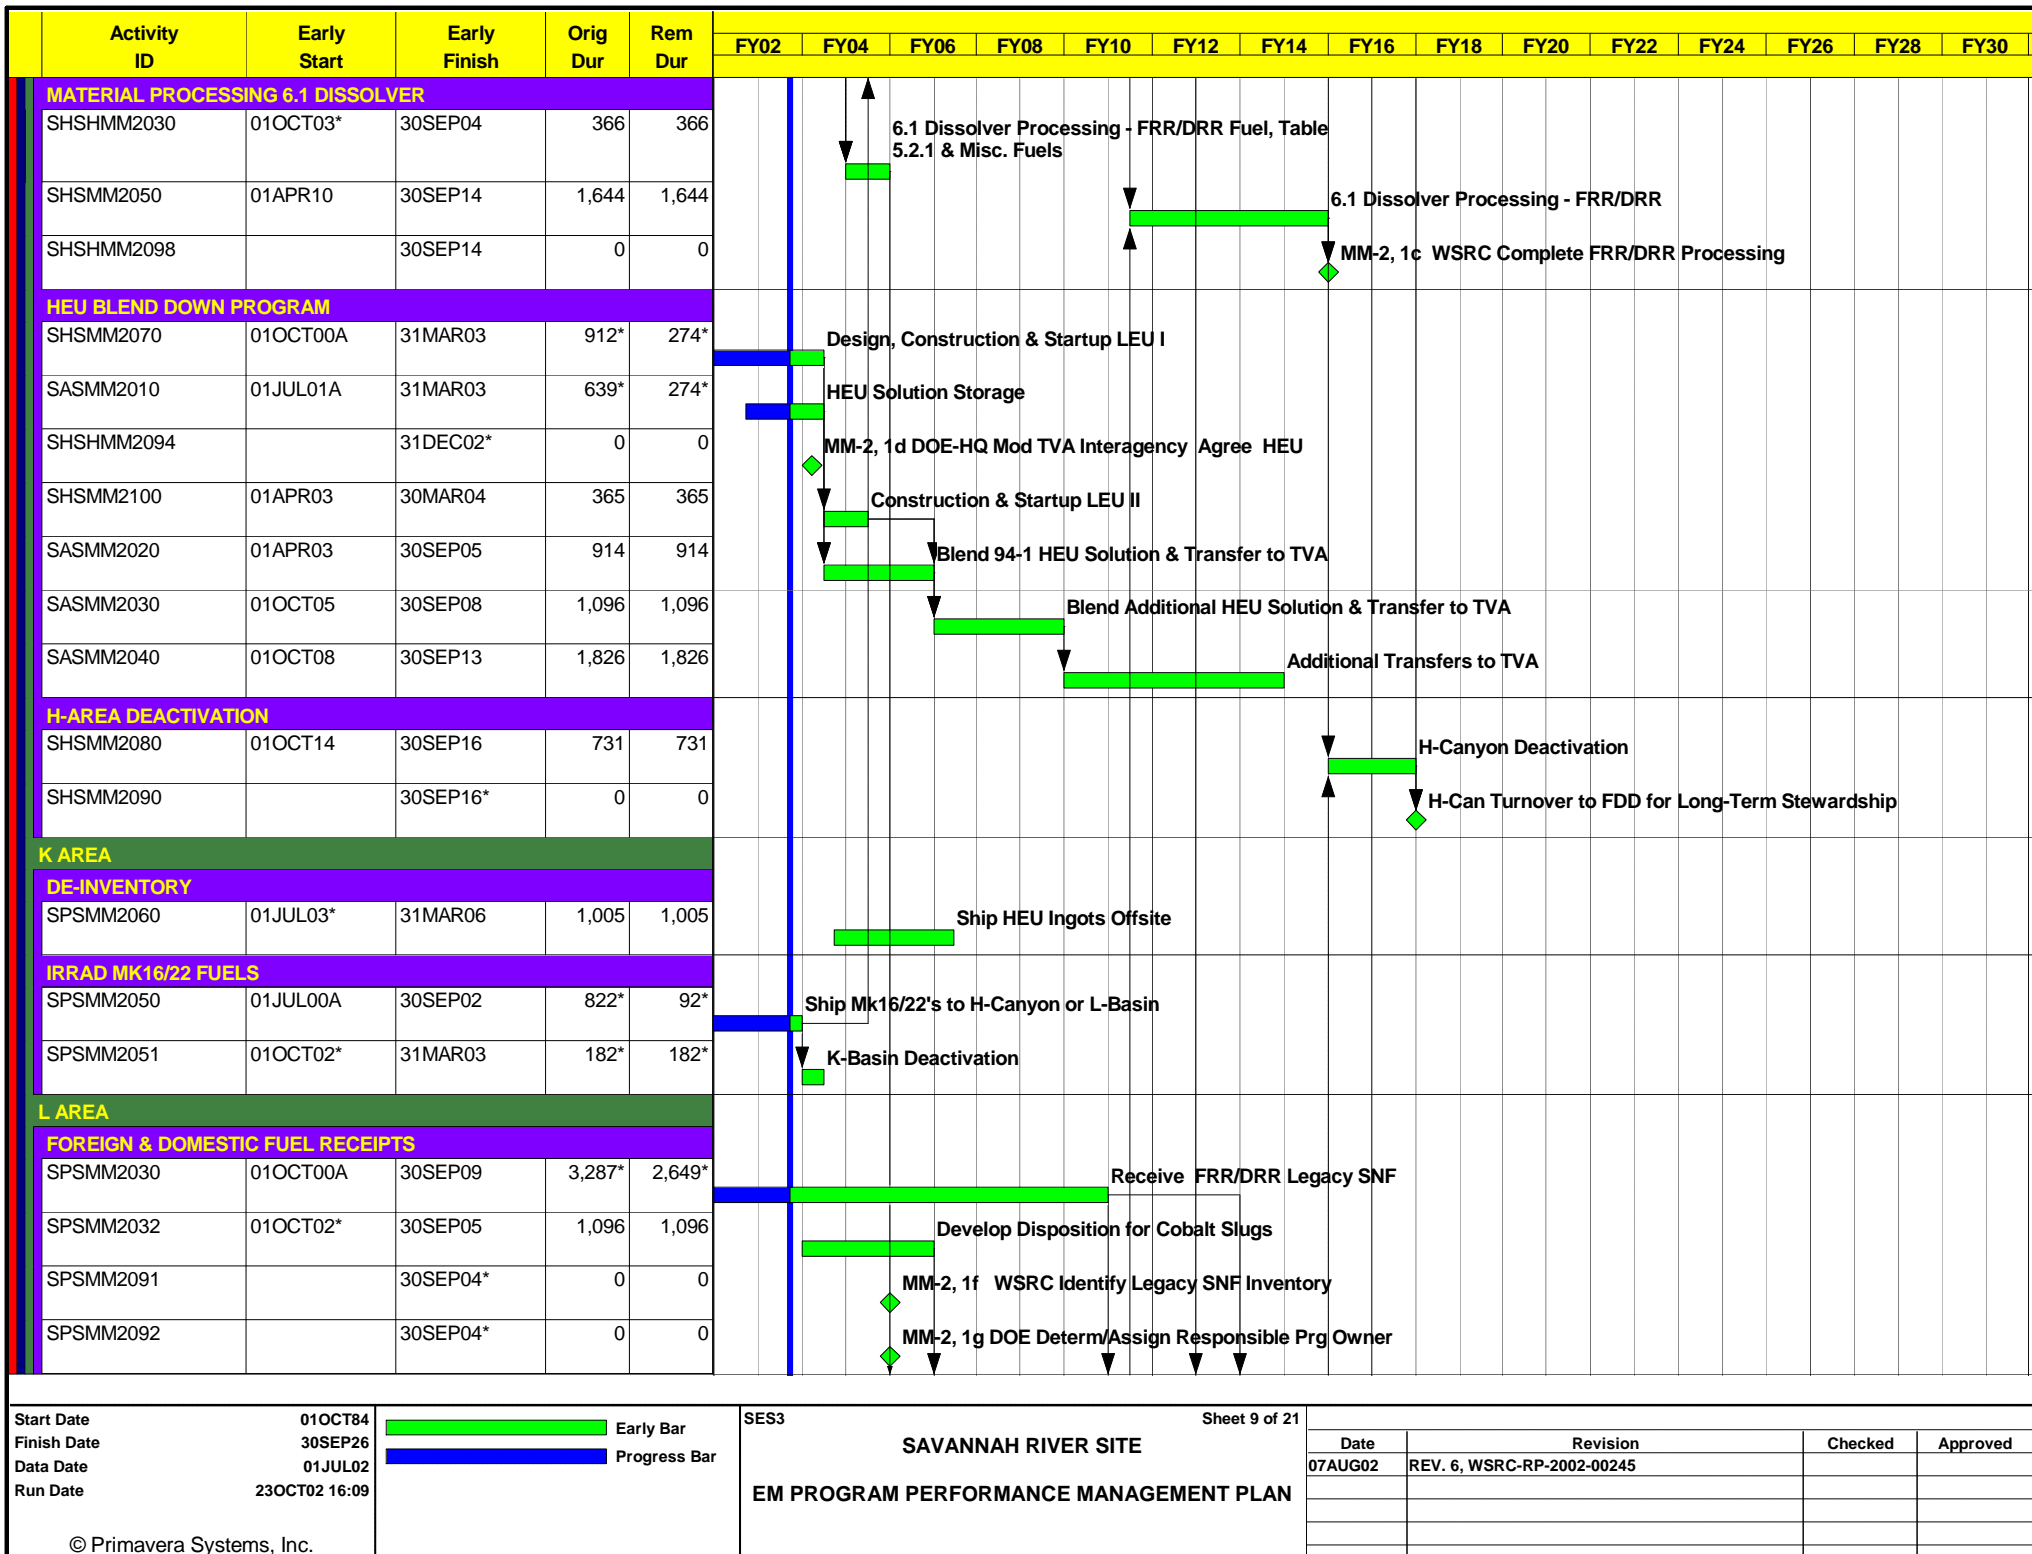 Activity ID Early Start Early Finish Orig Dur Rem Dur FY02 FY04 FY06 FY08 FY10 FY12 FY14 FY16 FY18 FY20 FY22 FY24 FY26 FY28 FY30
MATERIAL PROCESSING 6.1 DISSOLVER
SHSHMM2030 01OCT03* 30SEP04 366 366
6.1 Dissolver Processing - FRR/DRR Fuel, Table
5.2.1 & Misc. Fuels
SHSMM2050 01APR10 30SEP14 1,644 1,644 6.1 Dissolver Processing - FRR/DRR
SHSHMM2098 30SEP14 0 0 MM-2, 1c WSRC Complete FRR/DRR Processing
HEU BLEND DOWN PROGRAM
SHSMM2070 01OCT00A 31MAR03 912* 274* Design, Construction & Startup LEU I
SASMM2010 01JUL01A 31MAR03 639* 274* HEU Solution Storage
SHSHMM2094 31DEC02* 0 0 MM-2, 1d DOE-HQ Mod TVA Interagency Agree HEU
SHSMM2100 01APR03 30MAR04 365 365 Construction & Startup LEU II
SASMM2020 01APR03 30SEP05 914 914 Blend 94-1 HEU Solution & Transfer to TVA
SASMM2030 01OCT05 30SEP08 1,096 1,096 Blend Additional HEU Solution & Transfer to TVA
SASMM2040 01OCT08 30SEP13 1,826 1,826 Additional Transfers to TVA
H-AREA DEACTIVATION
SHSMM2080 01OCT14 30SEP16 731 731 H-Canyon Deactivation
SHSMM2090 30SEP16* 0 0 H-Can Turnover to FDD for Long-Term Stewardship
K AREA
DE-INVENTORY
SPSMM2060 01JUL03* 31MAR06 1,005 1,005 Ship HEU Ingots Offsite
IRRAD MK16/22 FUELS
SPSMM2050 01JUL00A 30SEP02 822* 92* Ship Mk16/22's to H-Canyon or L-Basin
SPSMM2051 01OCT02* 31MAR03 182* 182* K-Basin Deactivation
L AREA
FOREIGN & DOMESTIC FUEL RECEIPTS
SPSMM2030 01OCT00A 30SEP09 3,287* 2,649* Receive FRR/DRR Legacy SNF
SPSMM2032 01OCT02* 30SEP05 1,096 1,096 Develop Disposition for Cobalt Slugs
SPSMM2091 30SEP04* 0 0 MM-2, 1f WSRC Identify Legacy SNF Inventory
SPSMM2092 30SEP04* 0 0 MM-2, 1g DOE Determ/Assign Responsible Prg Owner
Start Date 01OCT84
Finish Date 30SEP26
Data Date 01JUL02
Run Date 23OCT02 16:09
© Primavera Systems, Inc.
Early Bar
Progress Bar
SES3 Sheet 9 of 21
SAVANNAH RIVER SITE
EM PROGRAM PERFORMANCE MANAGEMENT PLAN
Date Revision Checked Approved
07AUG02 REV. 6, WSRC-RP-2002-00245